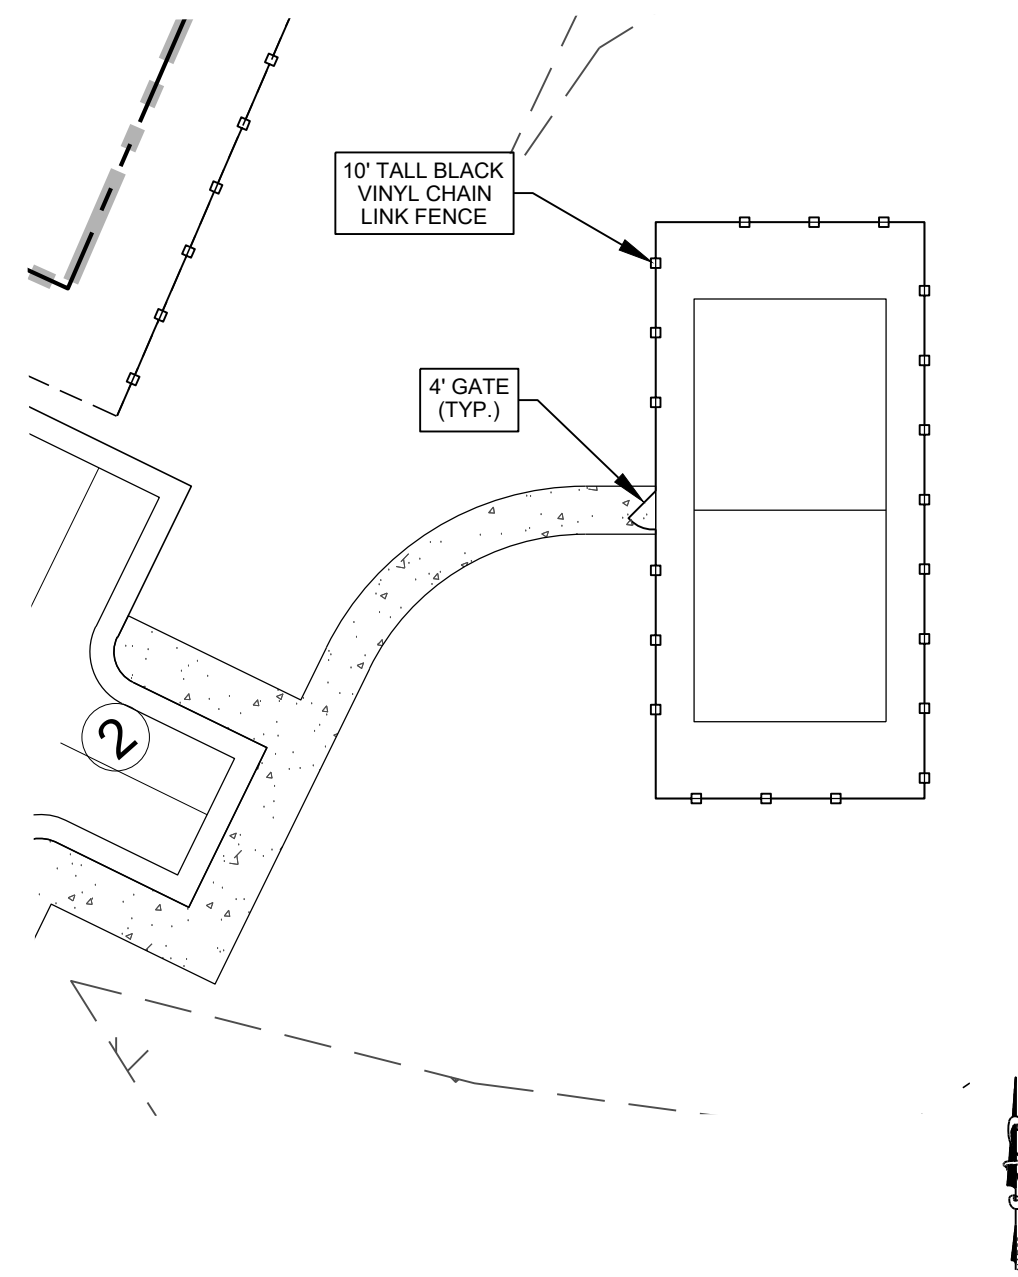 10' TALL BLACK
VINYL CHAIN
LINK FENCE
4' GATE
(TYP.)
2